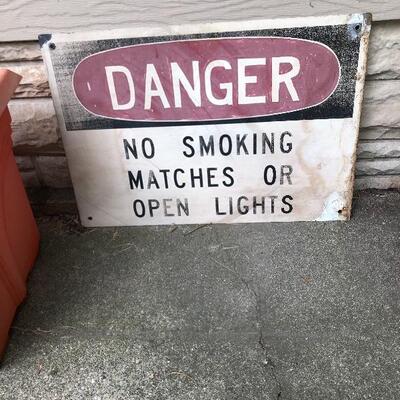 DANGER
NO SMOKING
MATCHES OR
OPEN LIGHTS